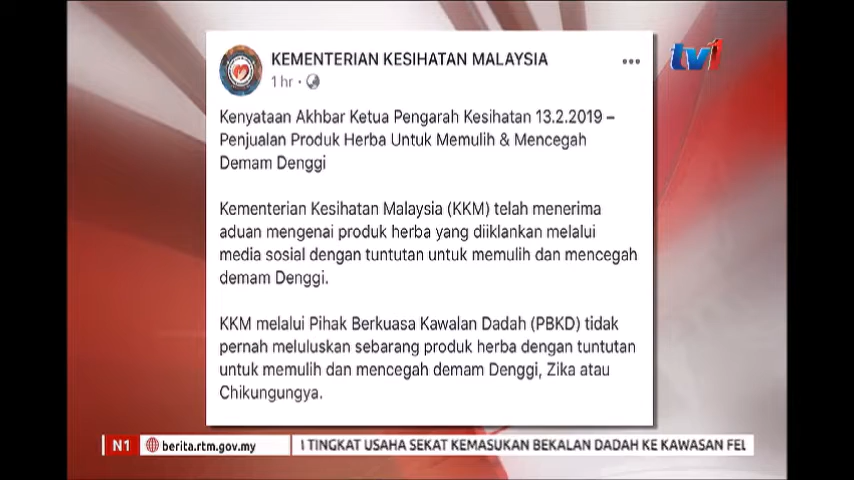 KEMENTERIAN KESIHATAN MALAYSIA
1 hr
tv1
Kenyataan Akhbar Ketua Pengarah Kesihatan 13.2.2019 –
Penjualan Produk Herba Untuk Memulih & Mencegah
Demam Denggi
Kementerian Kesihatan Malaysia (KKM) telah menerima
aduan mengenai produk herba yang diiklankan melalui
media sosial dengan tuntutan untuk memulih dan mencegah
demam Denggi.
KKM melalui Pihak Berkuasa Kawalan Dadah (PBKD) tidak
pernah meluluskan sebarang produk herba dengan tuntutan
untuk memulih dan mencegah demam Denggi, Zika atau
Chikungungya.
N1 berita.rtm.gov.my TINGKAT USAHA SEKAT KEMASUKAN BEKALAN DADAH KE KAWASAN